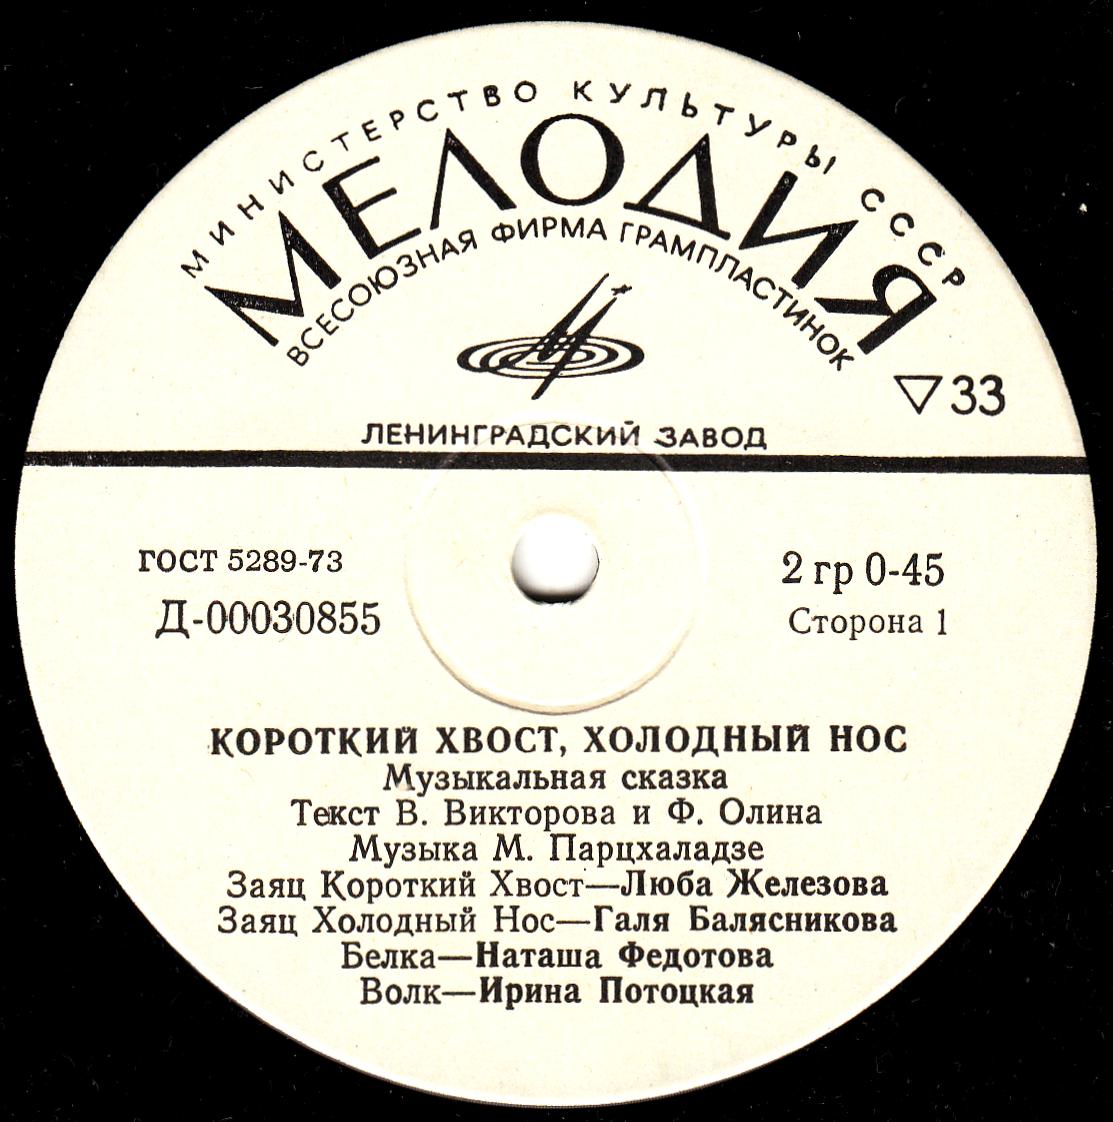 МИНИСТЕРСТВО КУЛЬТУРЫ СССР
МЕЛОДИЯ
ВСЕСОЮЗНАЯ ФИРМА ГРАМПЛАСТИНОК
▽33
ЛЕНИНГРАДСКИЙ ЗАВОД
ГОСТ 5289-73
Д-00030855
2 гр 0-45
Сторона 1
КОРОТКИЙ ХВОСТ, ХОЛОДНЫЙ НОС
Музыкальная сказка
Текст В. Викторова и Ф. Олина
Музыка М. Парцхаладзе
Заяц Короткий Хвост—Люба Железова
Заяц Холодный Нос—Галя Балясникова
Белка—Наташа Федотова
Волк—Ирина Потоцкая